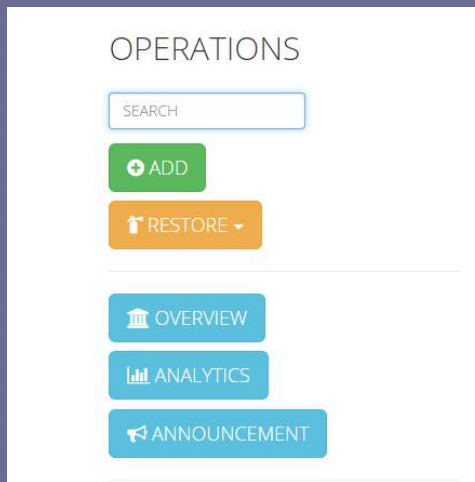 OPERATIONS
SEARCH
ADD
RESTORE
OVERVIEW
ANALYTICS
ANNOUNCEMENT